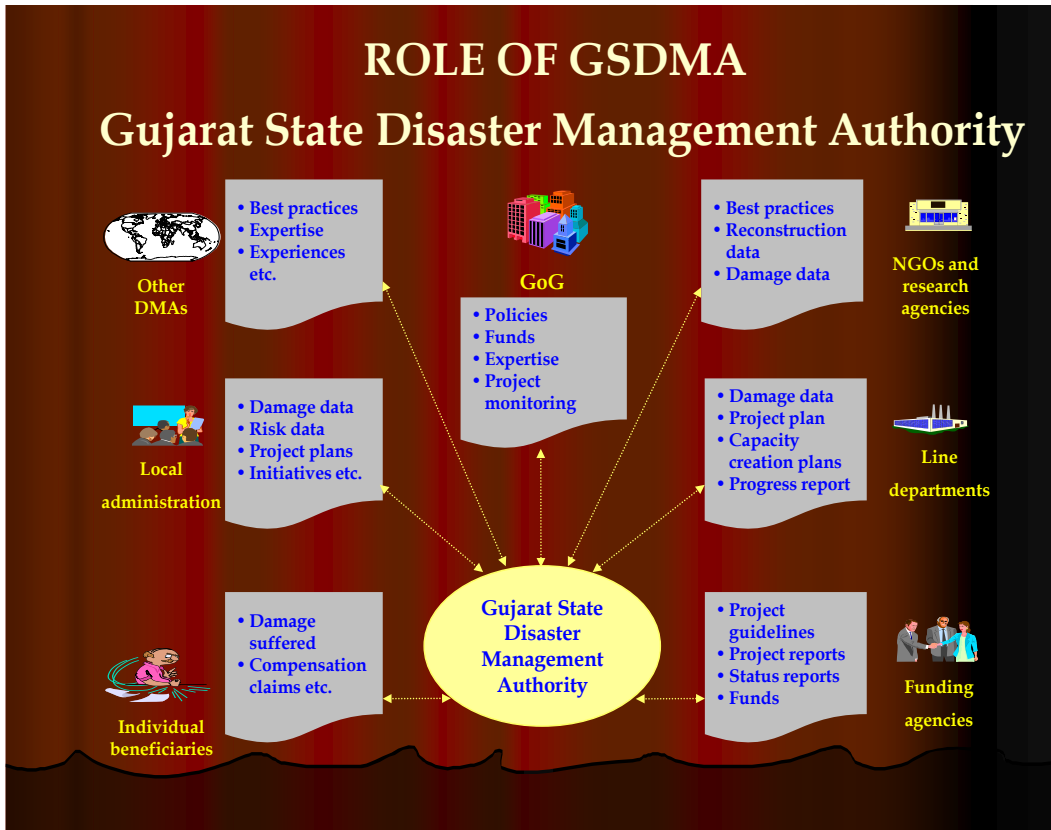 ROLE OF GSDMA
Gujarat State Disaster Management Authority
• Best practices
• Expertise
• Experiences
etc.
Other
DMAs
GoG
• Policies
• Funds
• Expertise
• Project
monitoring
• Best practices
• Reconstruction
data
• Damage data
NGOs and
research
agencies
• Damage data
• Risk data
• Project plans
• Initiatives etc.
Local
administration
• Damage data
• Project plan
• Capacity
creation plans
• Progress report
Line
departments
• Damage
suffered
• Compensation
claims etc.
Individual
beneficiaries
Gujarat State
Disaster
Management
Authority
• Project
guidelines
• Project reports
• Status reports
• Funds
Funding
agencies